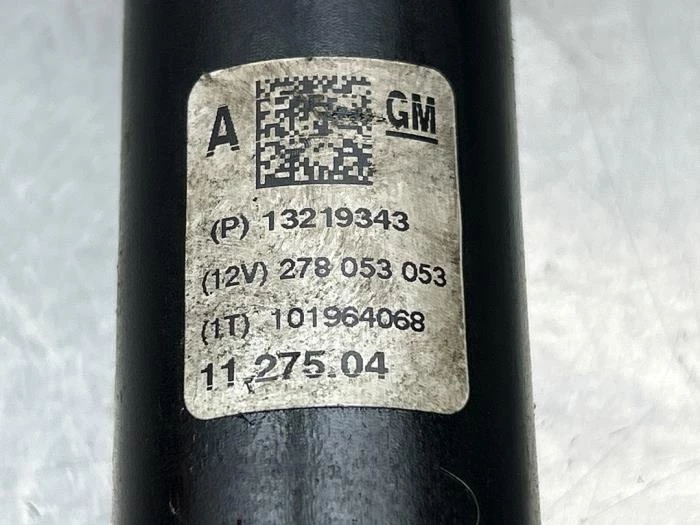 A GM
(P) 13219343
(12V) 278 053 053
(1T) 101964068
11,275.04